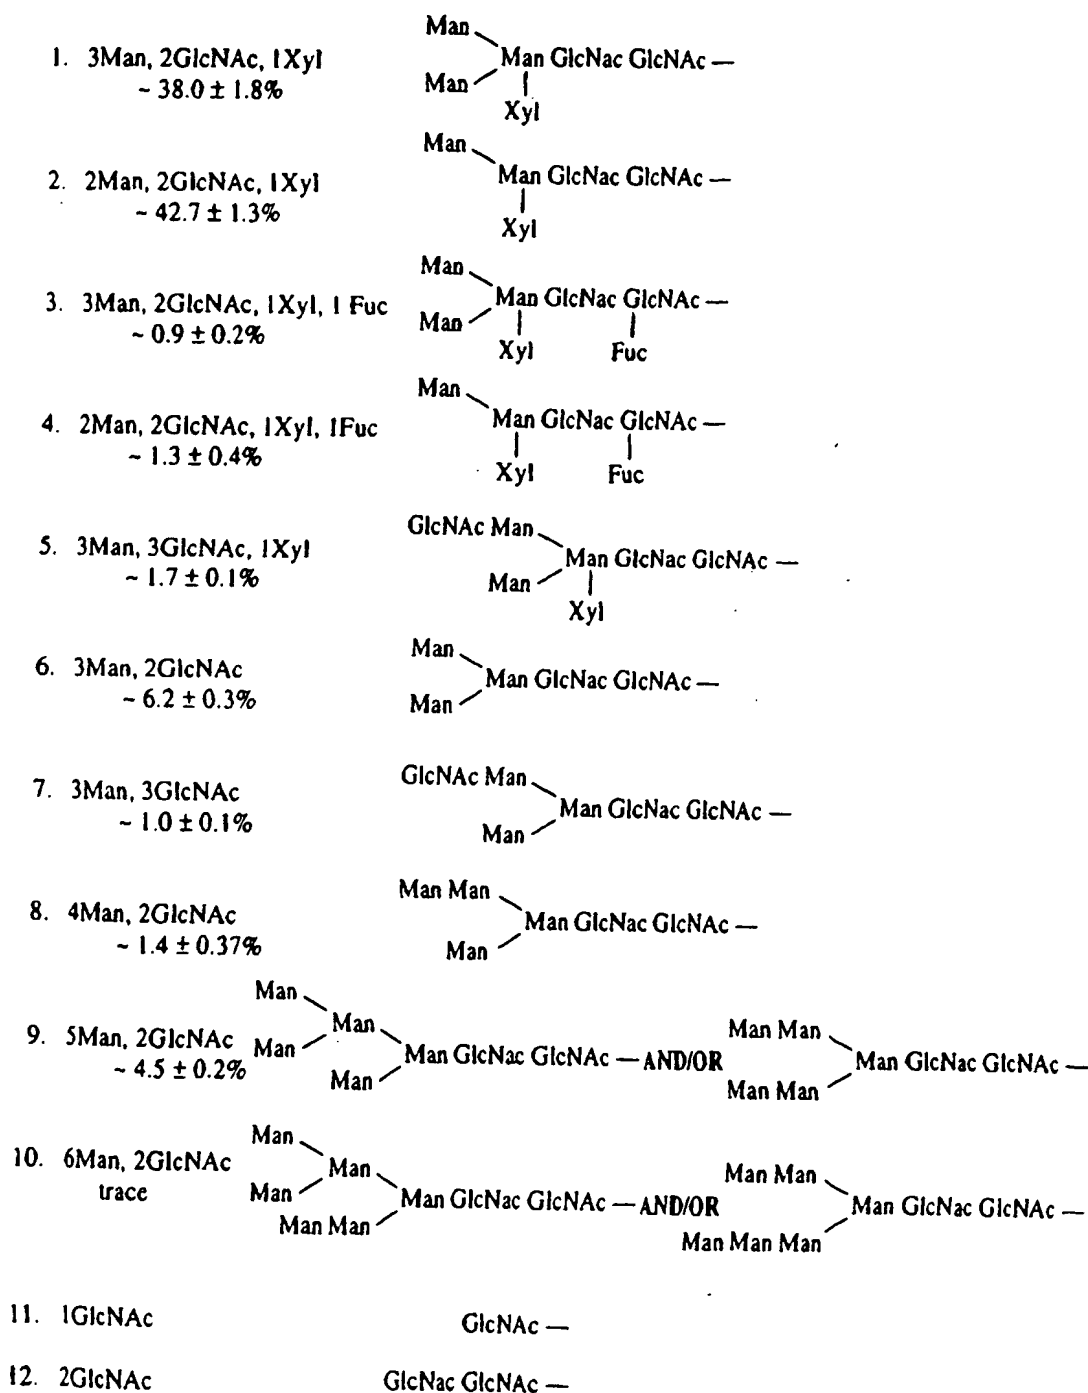 Man
1. 3Man, 2GlcNAc, 1Xyl
Man GlcNac GlcNAc —
~ 38.0 ± 1.8%
Man
Xyl
Man
2. 2Man, 2GlcNAc, 1Xyl
Man GlcNac GlcNAc —
~ 42.7 ± 1.3%
Xyl
Man
3. 3Man, 2GlcNAc, 1Xyl, 1 Fuc
Man GlcNac GlcNAc —
~ 0.9 ± 0.2%
Man
Xyl Fuc
Man
4. 2Man, 2GlcNAc, 1Xyl, 1Fuc
Man GlcNac GlcNAc —
~ 1.3 ± 0.4%
Xyl Fuc
GlcNAc Man
5. 3Man, 3GlcNAc, 1Xyl
Man GlcNac GlcNAc —
~ 1.7 ± 0.1%
Man
Xyl
Man
6. 3Man, 2GlcNAc
Man GlcNac GlcNAc —
~ 6.2 ± 0.3%
Man
GlcNAc Man
7. 3Man, 3GlcNAc
Man GlcNac GlcNAc —
~ 1.0 ± 0.1%
Man
Man Man
8. 4Man, 2GlcNAc
Man GlcNac GlcNAc —
~ 1.4 ± 0.37%
Man
Man
Man
Man Man
9. 5Man, 2GlcNAc
Man
Man GlcNac GlcNAc — AND/OR
Man GlcNac GlcNAc —
~ 4.5 ± 0.2%
Man
Man Man
Man
10. 6Man, 2GlcNAc
Man
Man Man
trace
Man
Man GlcNac GlcNAc — AND/OR
Man GlcNac GlcNAc —
Man Man
Man Man Man
11. 1GlcNAc
GlcNAc —
12. 2GlcNAc
GlcNac GlcNAc —